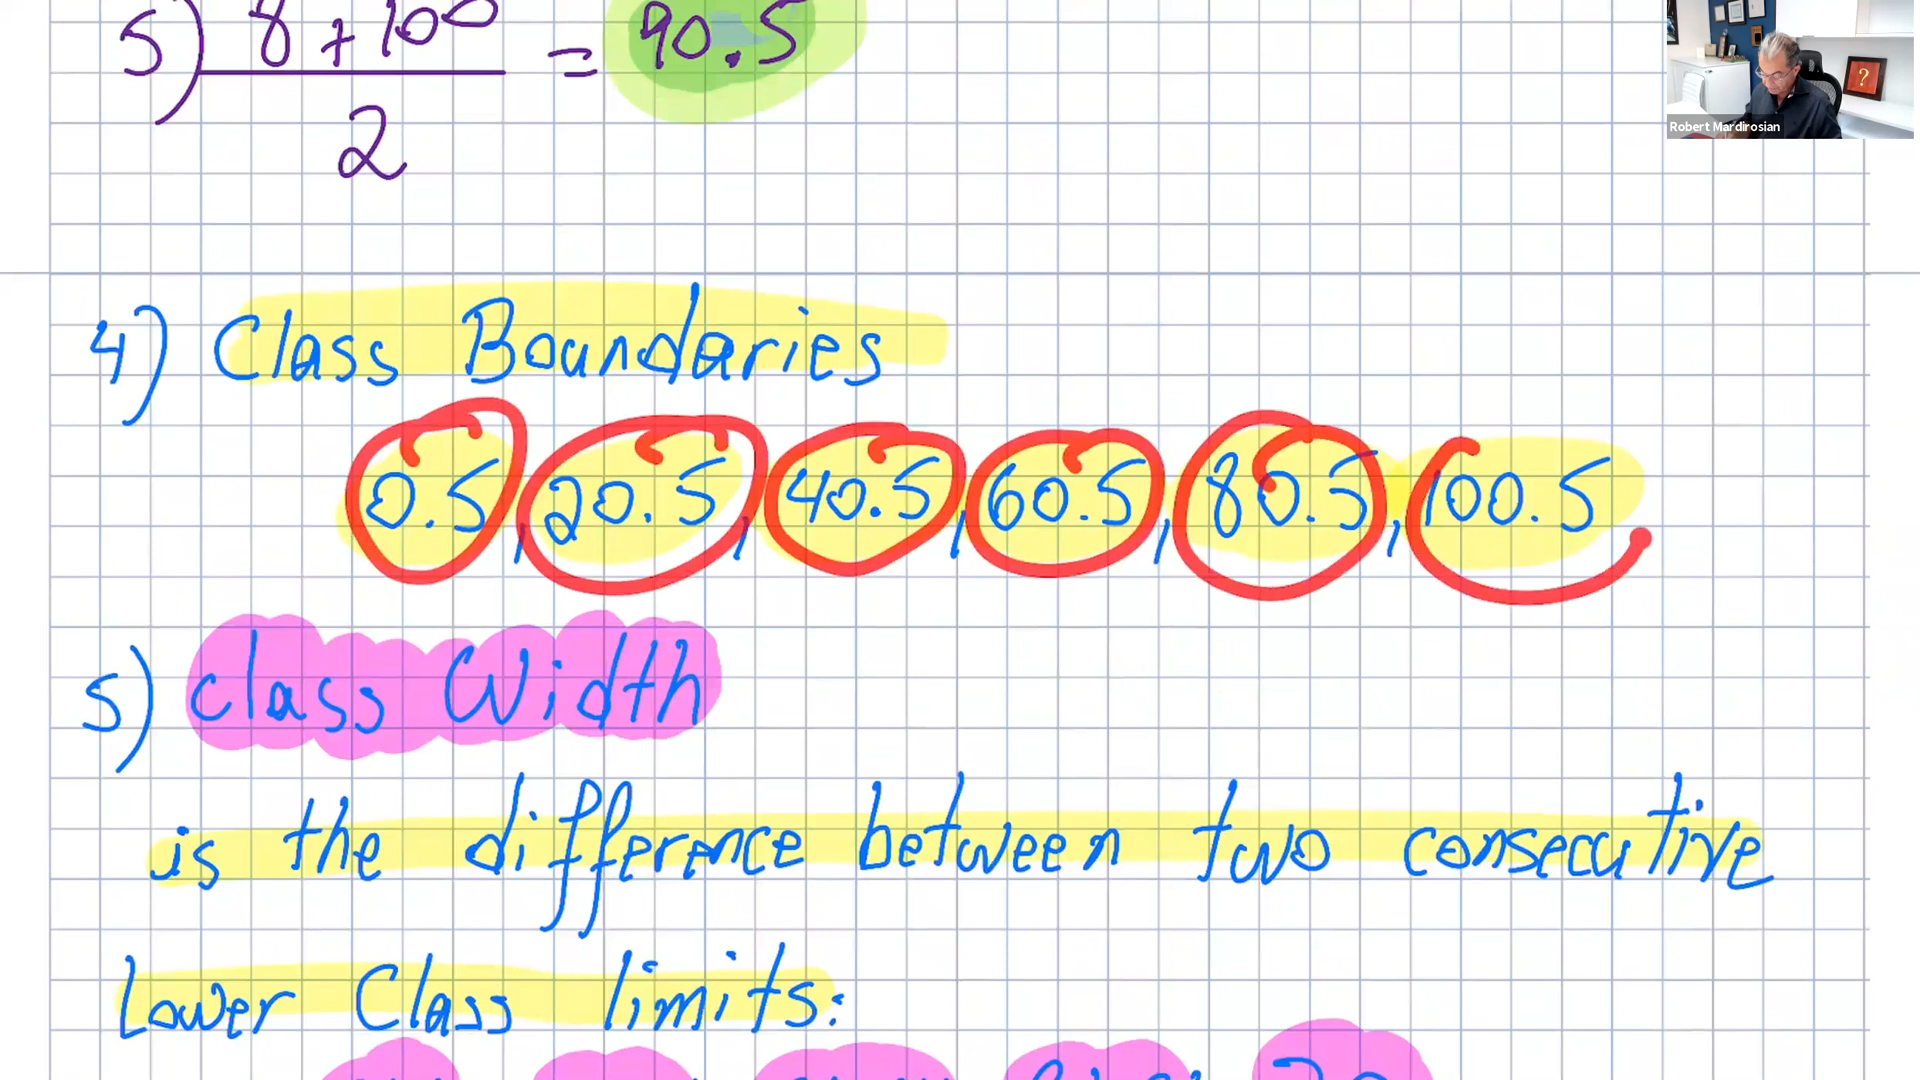 5) 8 + 100
= 90.5
2
Robert Mardirosian
?
4) Class Boundaries
0.5, 20.5, 40.5, 60.5, 80.5, 100.5
5) Class Width
is the difference between two consecutive
Lower Class limits: